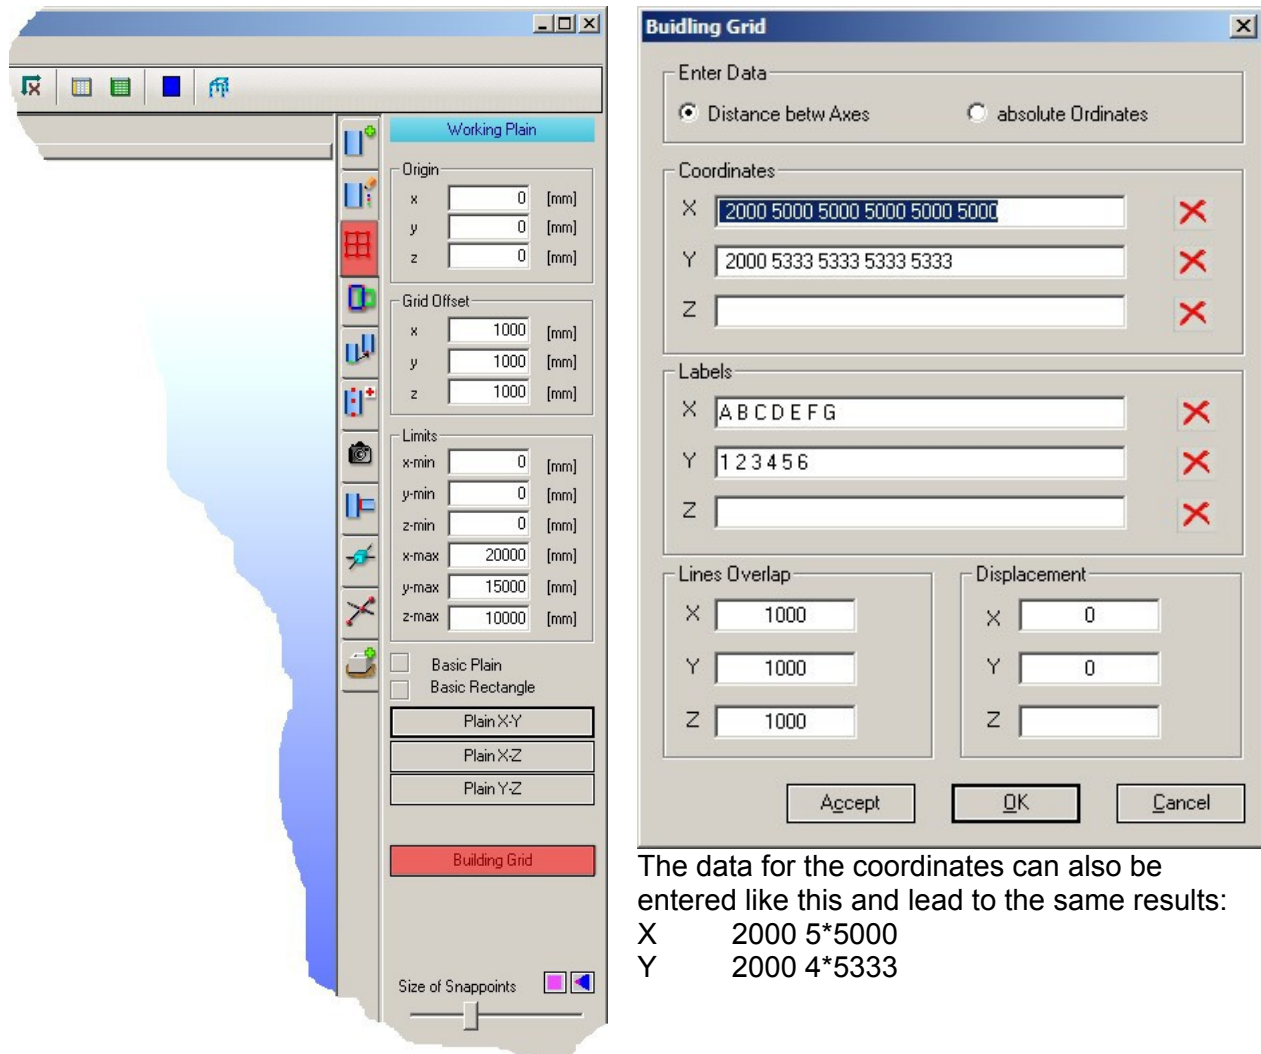 Working Plain
Origin
x 0 [mm]
y 0 [mm]
z 0 [mm]
Grid Offset
x 1000 [mm]
y 1000 [mm]
z 1000 [mm]
Limits
x-min 0 [mm]
y-min 0 [mm]
z-min 0 [mm]
x-max 20000 [mm]
y-max 15000 [mm]
z-max 10000 [mm]
Basic Plain
Basic Rectangle
Plain X-Y
Plain X-Z
Plain Y-Z
Building Grid
Size of Snappoints
Buidling Grid
Enter Data
Distance betw Axes absolute Ordinates
Coordinates
X 2000 5000 5000 5000 5000 5000
Y 2000 5333 5333 5333 5333
Z
Labels
X A B C D E F G
Y 1 2 3 4 5 6
Z
Lines Overlap Displacement
X 1000 X 0
Y 1000 Y 0
Z 1000 Z
Accept OK Cancel
The data for the coordinates can also be
entered like this and lead to the same results:
X 2000 5*5000
Y 2000 4*5333